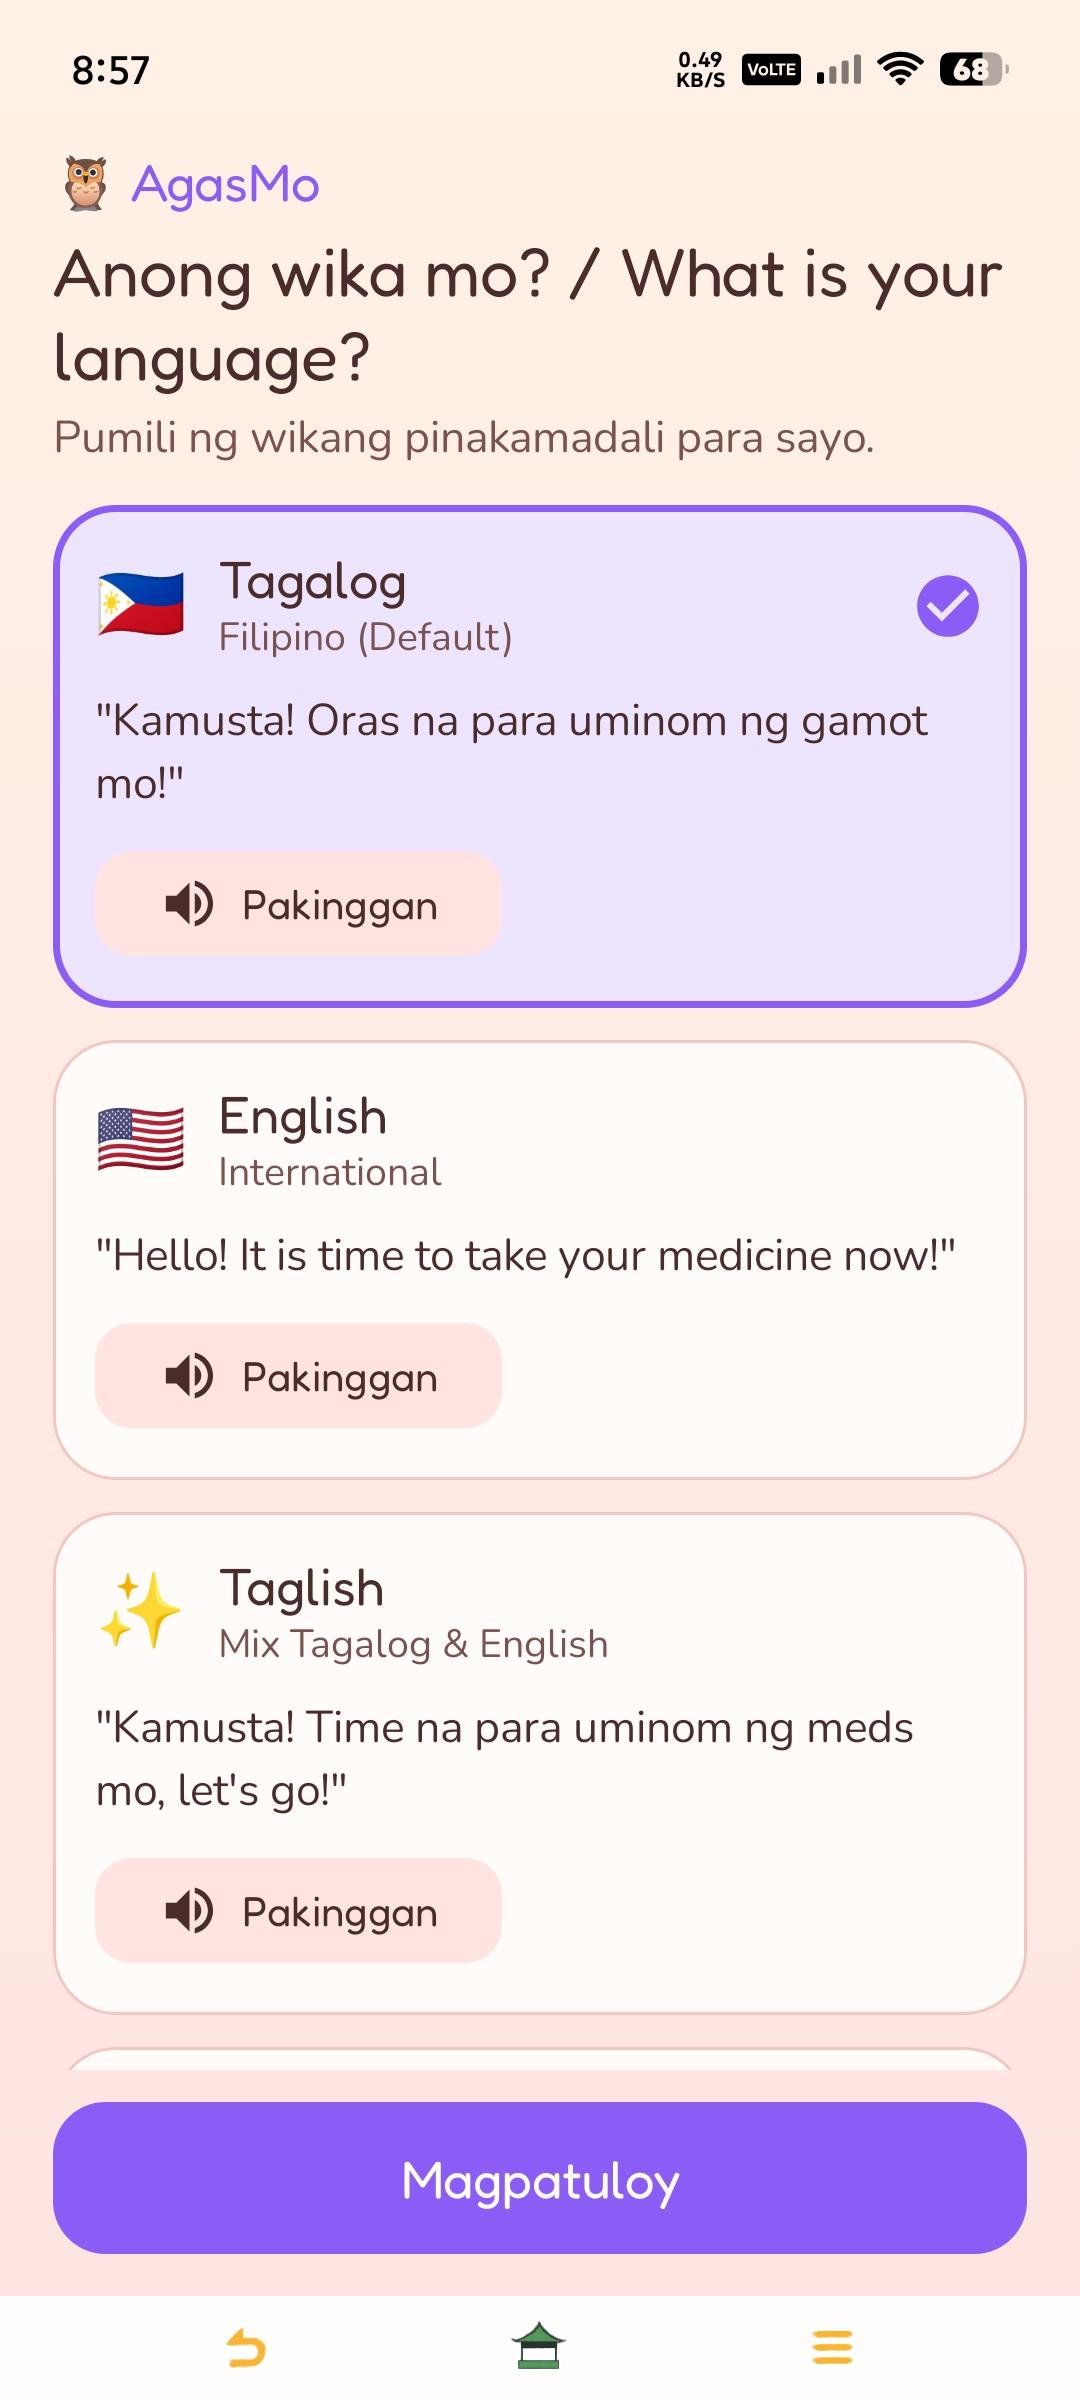 8:57
0.49
KB/S
VoLTE
68
AgasMo
Anong wika mo? / What is your
language?
Pumili ng wikang pinakamadali para sayo.
Tagalog
Filipino (Default)
"Kamusta! Oras na para uminom ng gamot
mo!"
Pakinggan
English
International
"Hello! It is time to take your medicine now!"
Pakinggan
Taglish
Mix Tagalog & English
"Kamusta! Time na para uminom ng meds
mo, let's go!"
Pakinggan
Magpatuloy